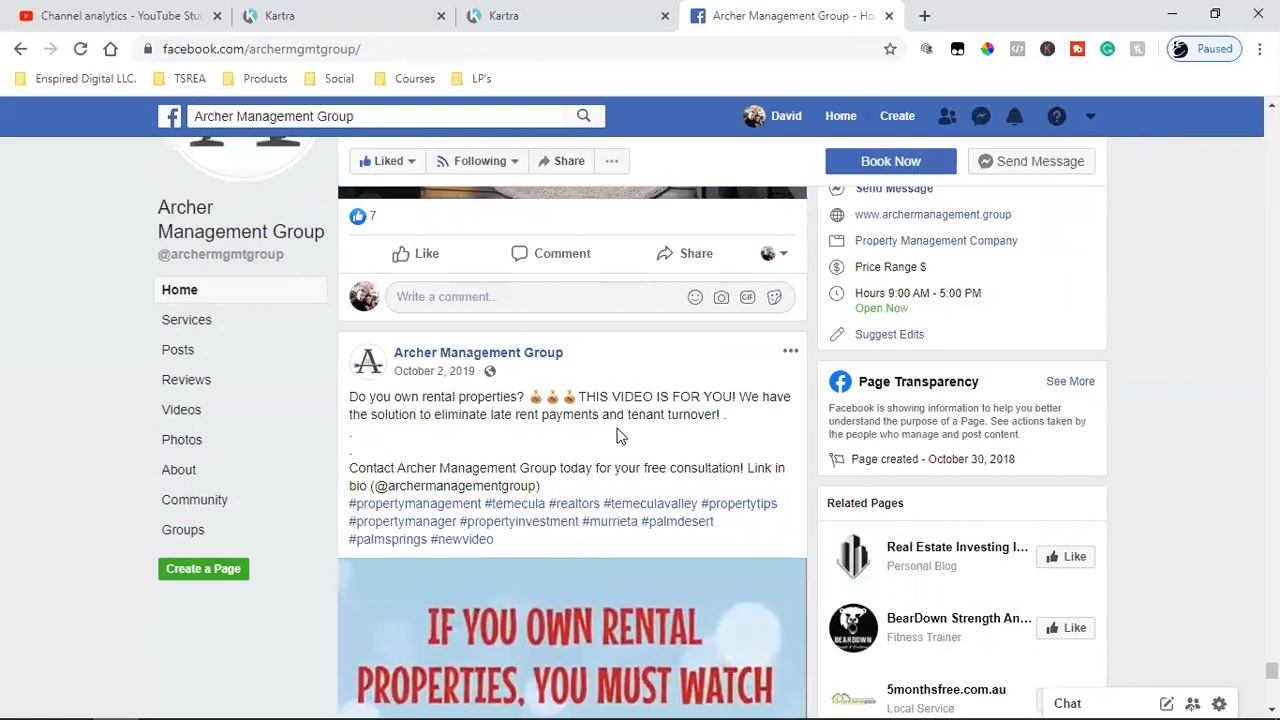 Channel analytics - YouTube Stu
Kartra
Kartra
Archer Management Group - Ho
facebook.com/archermgmtgroup/
Paused
Enspired Digital LLC.
TSREA
Products
Social
Courses
LP's
Archer Management Group
David
Home
Create
Liked
Following
Share
Book Now
Send Message
Archer
Management Group
@archermgmtgroup
Home
Services
Posts
Reviews
Videos
Photos
About
Community
Groups
Create a Page
7
Like
Comment
Share
Write a comment...
Archer Management Group
October 2, 2019
Do you own rental properties? 💰💰💰THIS VIDEO IS FOR YOU! We have
the solution to eliminate late rent payments and tenant turnover! .
.
.
Contact Archer Management Group today for your free consultation! Link in
bio (@archermanagementgroup)
#propertymanagement #temecula #realtors #temeculavalley #propertytips
#propertymanager #propertyinvestment #murrieta #palmdesert
#palmsprings #newvideo
IF YOU OWN RENTAL
PROPERTIES, YOU MUST WATCH
Send Message
www.archermanagement.group
Property Management Company
Price Range $
Hours 9:00 AM - 5:00 PM
Open Now
Suggest Edits
Page Transparency
See More
Facebook is showing information to help you better
understand the purpose of a Page. See actions taken by
the people who manage and post content.
Page created - October 30, 2018
Related Pages
Real Estate Investing I...
Personal Blog
Like
BearDown Strength An...
Fitness Trainer
Like
5monthsfree.com.au
Local Service
Chat